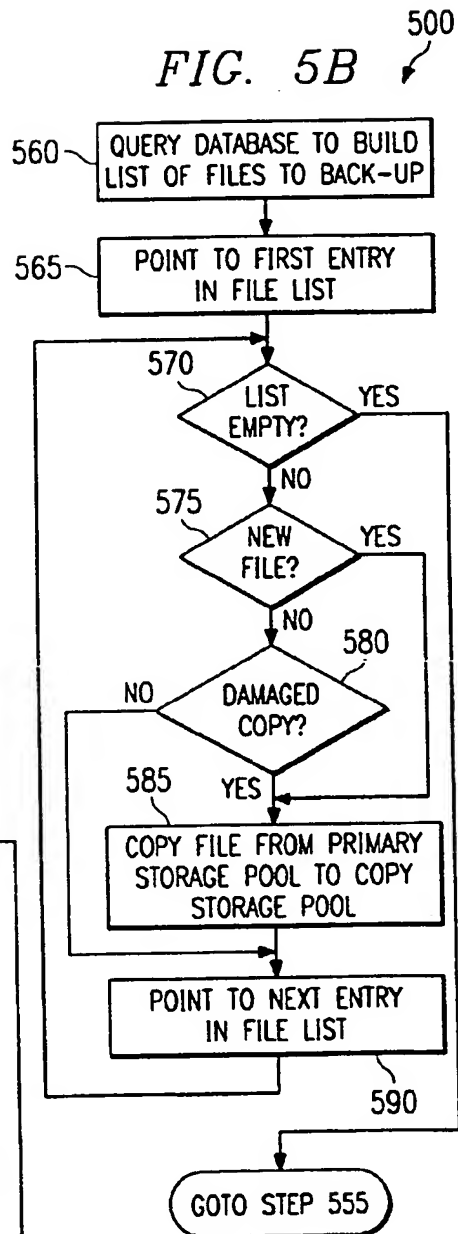 500
FIG. 5B
560
QUERY DATABASE TO BUILD
LIST OF FILES TO BACK-UP
565
POINT TO FIRST ENTRY
IN FILE LIST
570
LIST
EMPTY?
YES
NO
575
NEW
FILE?
YES
NO
580
NO
DAMAGED
COPY?
YES
585
COPY FILE FROM PRIMARY
STORAGE POOL TO COPY
STORAGE POOL
POINT TO NEXT ENTRY
IN FILE LIST
590
GOTO STEP 555